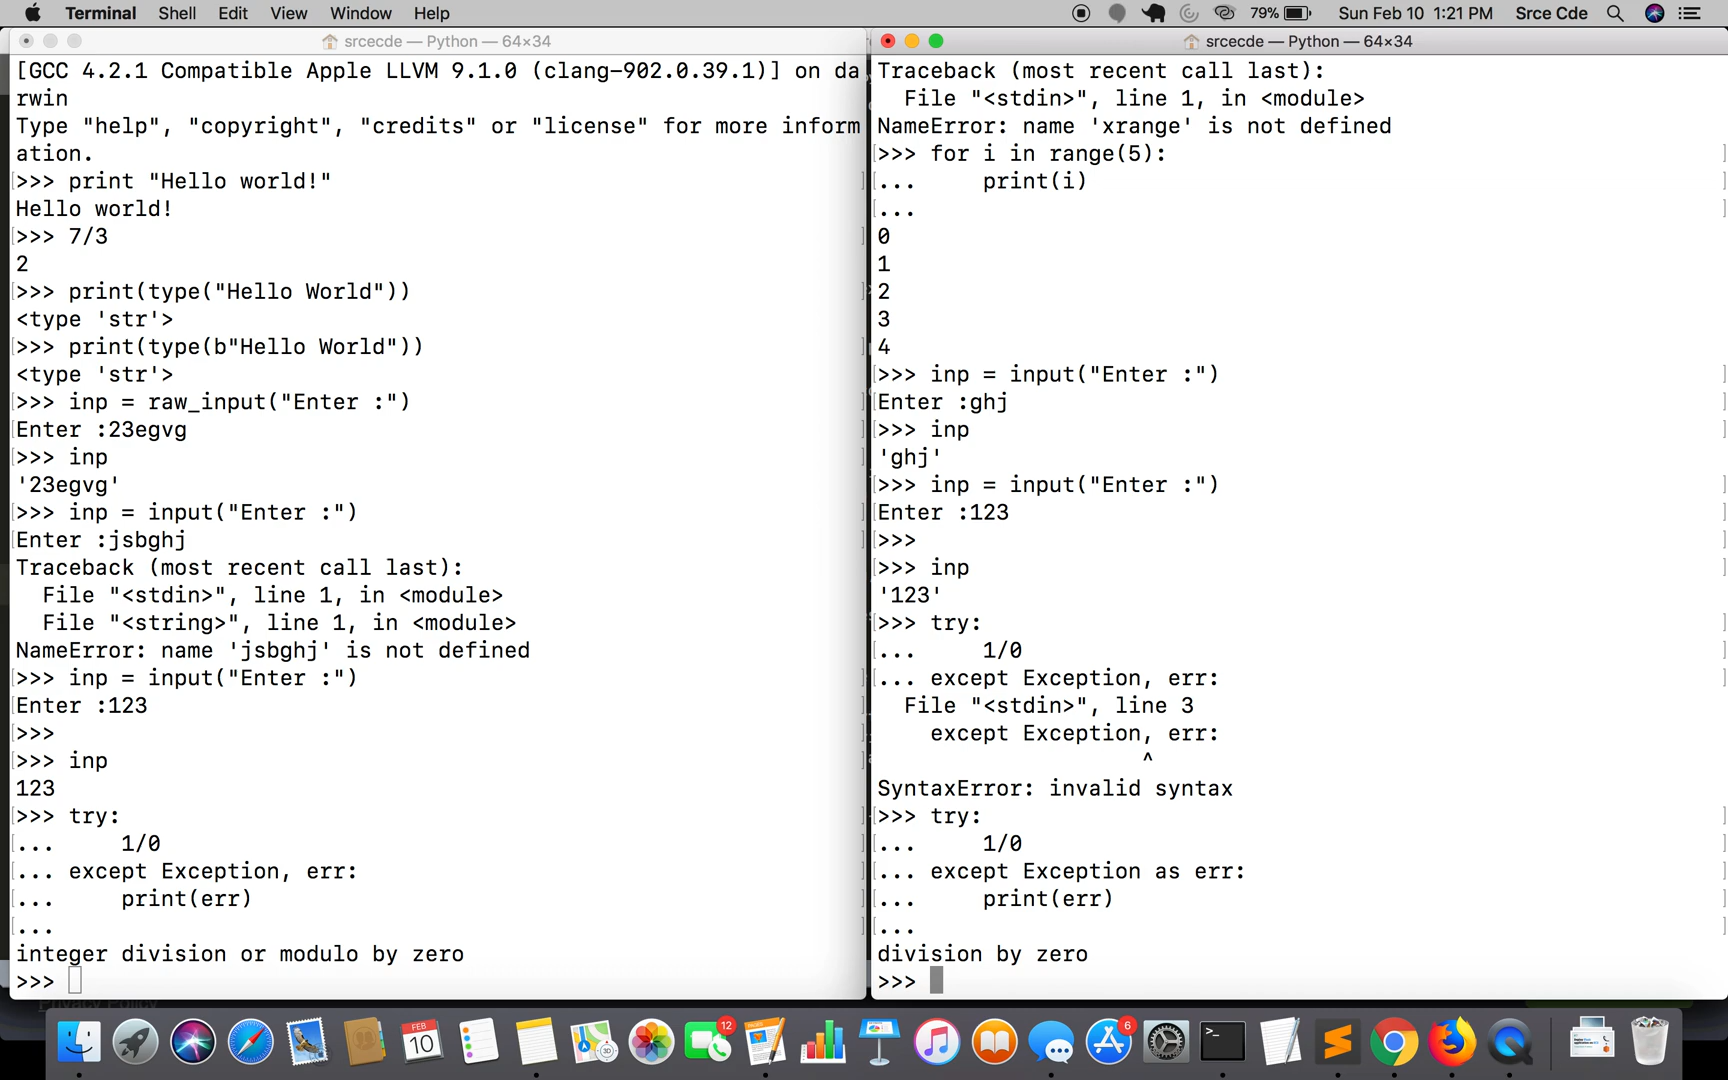 Terminal Shell Edit View Window Help 79% Sun Feb 10 1:21 PM Srce Cde
srcecde — Python — 64×34
[GCC 4.2.1 Compatible Apple LLVM 9.1.0 (clang-902.0.39.1)] on da
rwin
Type "help", "copyright", "credits" or "license" for more inform
ation.
>>> print "Hello world!"
Hello world!
>>> 7/3
2
>>> print(type("Hello World"))
<type 'str'>
>>> print(type(b"Hello World"))
<type 'str'>
>>> inp = raw_input("Enter :")
Enter :23egvg
>>> inp
'23egvg'
>>> inp = input("Enter :")
Enter :jsbghj
Traceback (most recent call last):
  File "<stdin>", line 1, in <module>
  File "<string>", line 1, in <module>
NameError: name 'jsbghj' is not defined
>>> inp = input("Enter :")
Enter :123
>>>
>>> inp
123
>>> try:
...     1/0
... except Exception, err:
...     print(err)
...
integer division or modulo by zero
>>>
srcecde — Python — 64×34
Traceback (most recent call last):
  File "<stdin>", line 1, in <module>
NameError: name 'xrange' is not defined
>>> for i in range(5):
...     print(i)
...
0
1
2
3
4
>>> inp = input("Enter :")
Enter :ghj
>>> inp
'ghj'
>>> inp = input("Enter :")
Enter :123
>>>
>>> inp
'123'
>>> try:
...     1/0
... except Exception, err:
  File "<stdin>", line 3
    except Exception, err:
                    ^
SyntaxError: invalid syntax
>>> try:
...     1/0
... except Exception as err:
...     print(err)
...
division by zero
>>>
Privacy Policy
FEB
10
12
6